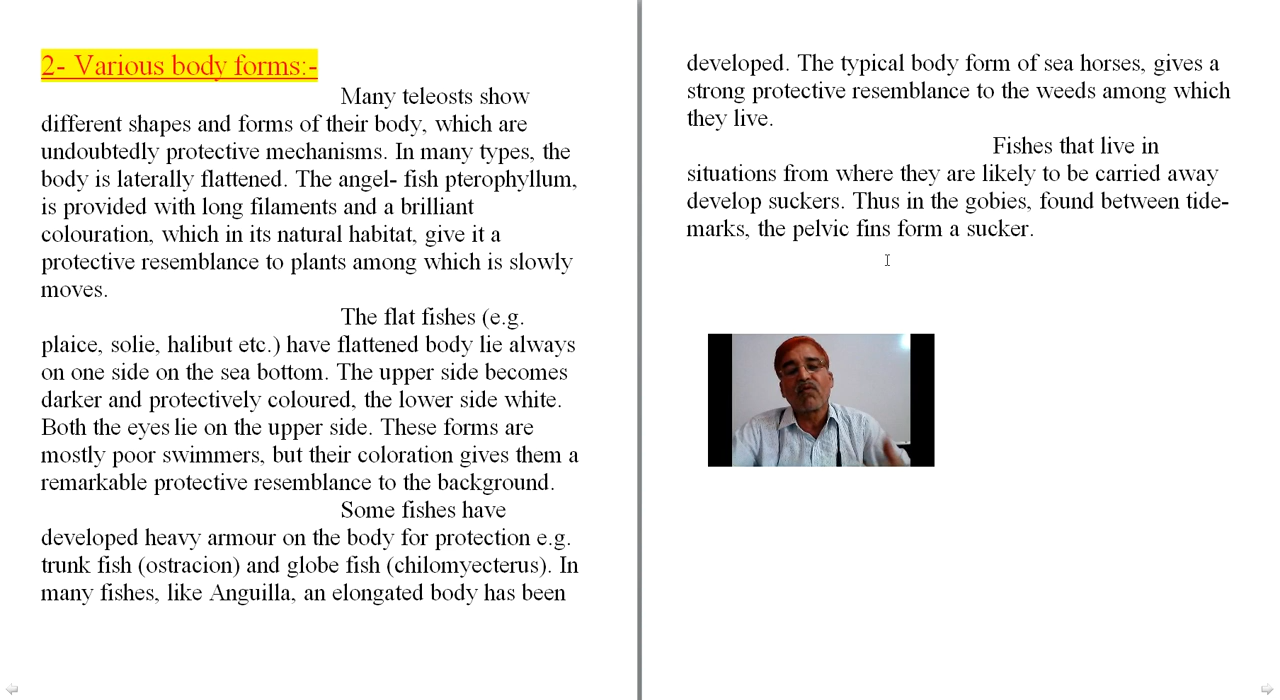 2- Various body forms:-
Many teleosts show
different shapes and forms of their body, which are
undoubtedly protective mechanisms. In many types, the
body is laterally flattened. The angel- fish pterophyllum,
is provided with long filaments and a brilliant
colouration, which in its natural habitat, give it a
protective resemblance to plants among which is slowly
moves.
The flat fishes (e.g.
plaice, solie, halibut etc.) have flattened body lie always
on one side on the sea bottom. The upper side becomes
darker and protectively coloured, the lower side white.
Both the eyes lie on the upper side. These forms are
mostly poor swimmers, but their coloration gives them a
remarkable protective resemblance to the background.
Some fishes have
developed heavy armour on the body for protection e.g.
trunk fish (ostracion) and globe fish (chilomyecterus). In
many fishes, like Anguilla, an elongated body has been
developed. The typical body form of sea horses, gives a
strong protective resemblance to the weeds among which
they live.
Fishes that live in
situations from where they are likely to be carried away
develop suckers. Thus in the gobies, found between tide-
marks, the pelvic fins form a sucker.